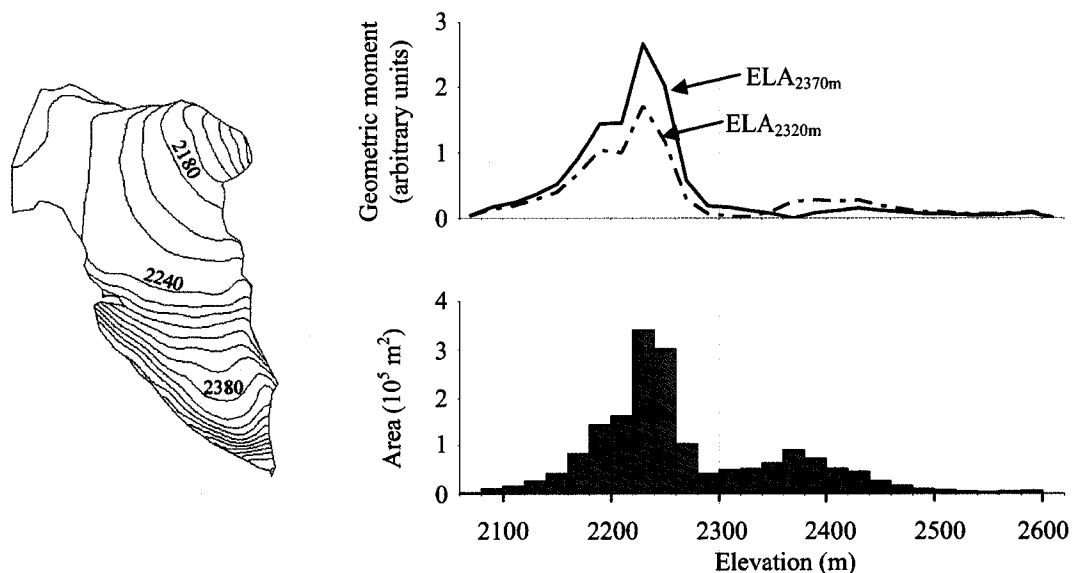 2180
2240
2380
Geometric moment
(arbitrary units)
3
2
1
0
ELA2370m
ELA2320m
Area (10^5 m^2)
4
3
2
1
0
2100 2200 2300 2400 2500 2600
Elevation (m)